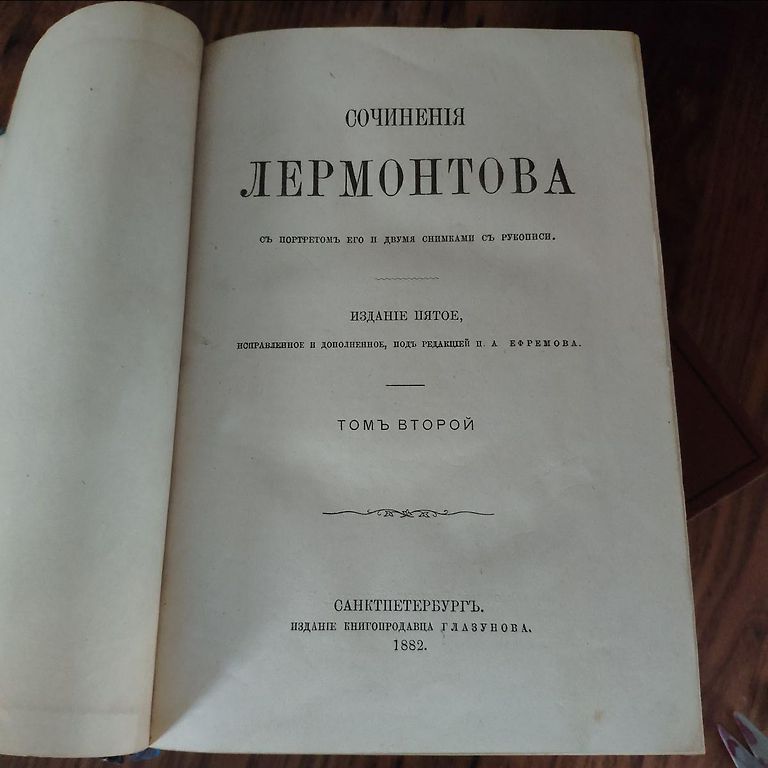 СОЧИНЕНІЯ
ЛЕРМОНТОВА
СЪ ПОРТРЕТОМЪ ЕГО И ДВУМЯ СНИМКАМИ СЪ РУКОПИСИ.
ИЗДАНІЕ ПЯТОЕ,
ИСПРАВЛЕННОЕ И ДОПОЛНЕННОЕ, ПОДЪ РЕДАКЦІЕЙ П. А. ЕФРЕМОВА.
ТОМЪ ВТОРОЙ
САНКТПЕТЕРБУРГЪ.
ИЗДАНІЕ КНИГОПРОДАВЦА ГЛАЗУНОВА.
1882.